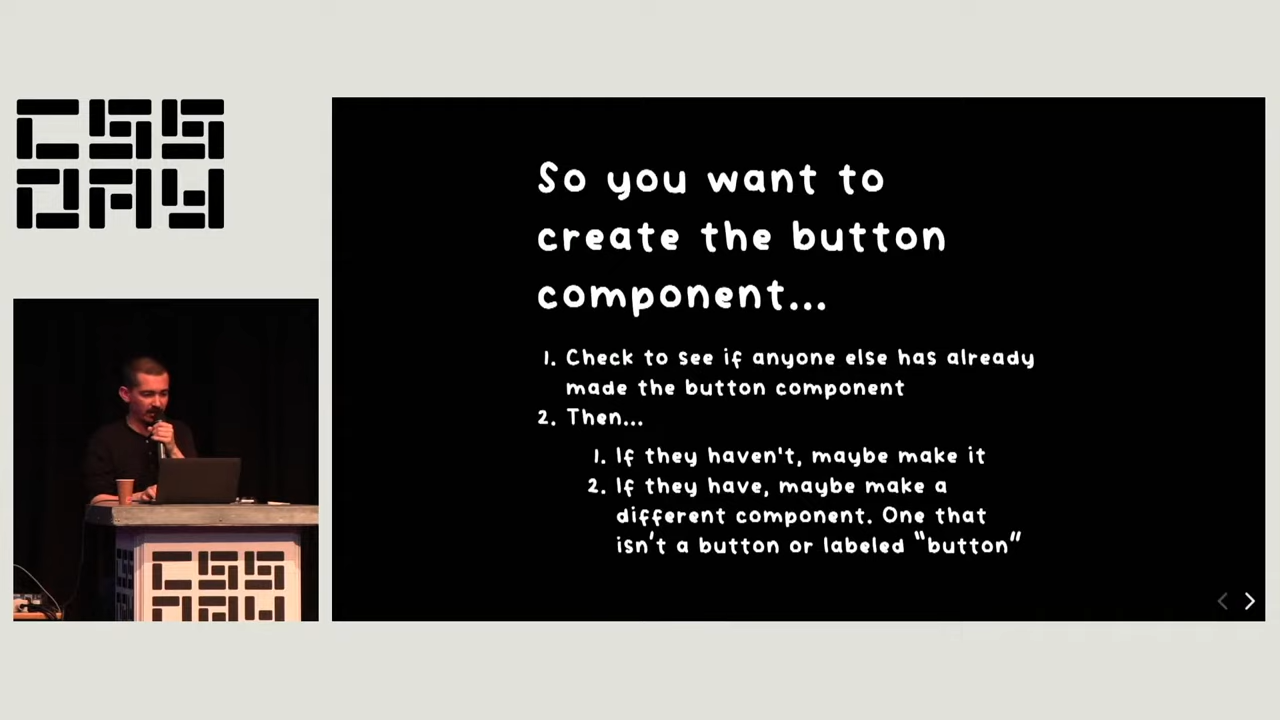 CSS
DAY
So you want to
create the button
component...
1. Check to see if anyone else has already
made the button component
2. Then...
1. If they haven't, maybe make it
2. If they have, maybe make a
different component. One that
isn't a button or labeled "button"
CSS
DAY